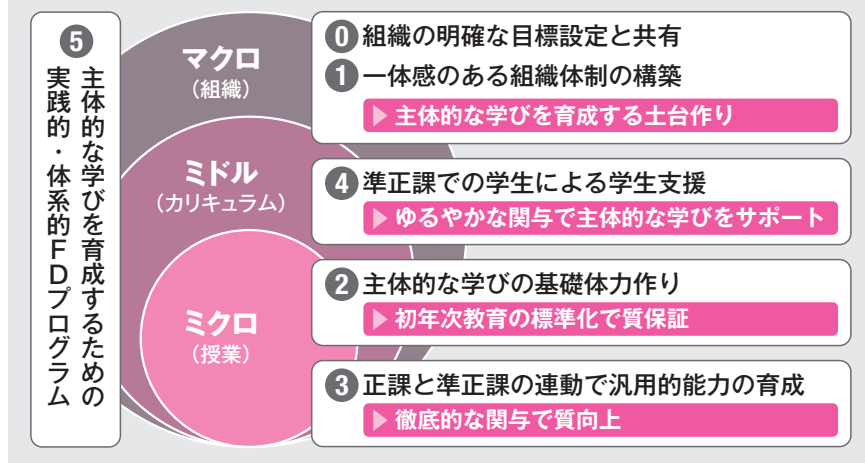 ❺
主体的な学びを育成するための
実践的・体系的FDプログラム
マクロ
（組織）
ミドル
（カリキュラム）
ミクロ
（授業）
⓿組織の明確な目標設定と共有
❶一体感のある組織体制の構築
▶主体的な学びを育成する土台作り
❹準正課での学生による学生支援
▶ゆるやかな関与で主体的な学びをサポート
❷主体的な学びの基礎体力作り
▶初年次教育の標準化で質保証
❸正課と準正課の連動で汎用的能力の育成
▶徹底的な関与で質向上